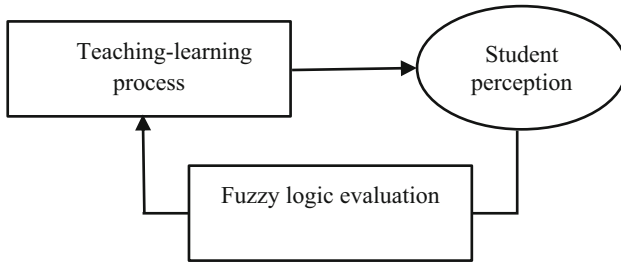 Teaching-learning
process
Student
perception
Fuzzy logic evaluation